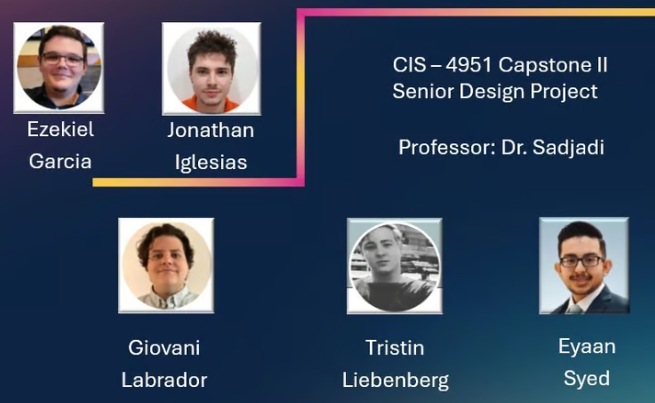 Ezekiel
Garcia
Jonathan
Iglesias
CIS – 4951 Capstone II
Senior Design Project
Professor: Dr. Sadjadi
Giovani
Labrador
Tristin
Liebenberg
Eyaan
Syed